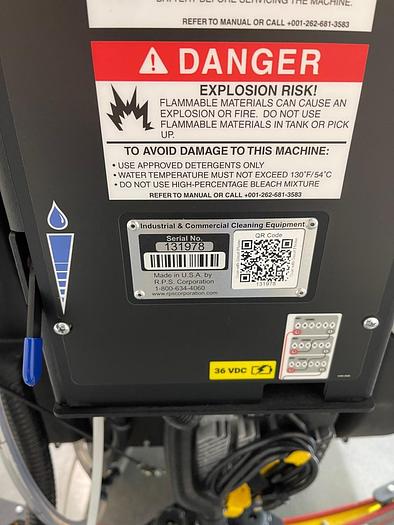 BATTERY BEFORE SERVICING THE MACHINE.
REFER TO MANUAL OR CALL +001-262-681-3583
DANGER
EXPLOSION RISK!
FLAMMABLE MATERIALS CAN CAUSE AN
EXPLOSION OR FIRE. DO NOT USE
FLAMMABLE MATERIALS IN TANK OR PICK
UP.
TO AVOID DAMAGE TO THIS MACHINE:
• USE APPROVED DETERGENTS ONLY
• WATER TEMPERATURE MUST NOT EXCEED 130˚F/54˚C
• DO NOT USE HIGH-PERCENTAGE BLEACH MIXTURE
REFER TO MANUAL OR CALL +001-262-681-3583
Industrial & Commercial Cleaning Equipment
Serial No.
131978
QR Code
Made in U.S.A. by
R.P.S. Corporation
1-800-634-4060
www.rpscorporation.com
131978
36 VDC